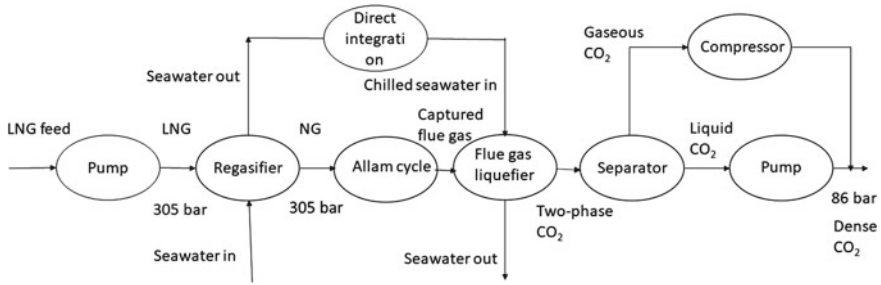 Direct
integrati
on
Gaseous
CO₂
Compressor
Seawater out
Chilled seawater in
LNG feed
LNG
NG
Captured
flue gas
Liquid
CO₂
Pump
Regasifier
Allam cycle
Flue gas
liquefier
Separator
Pump
305 bar
305 bar
Two-phase
CO₂
86 bar
Dense
CO₂
Seawater in
Seawater out